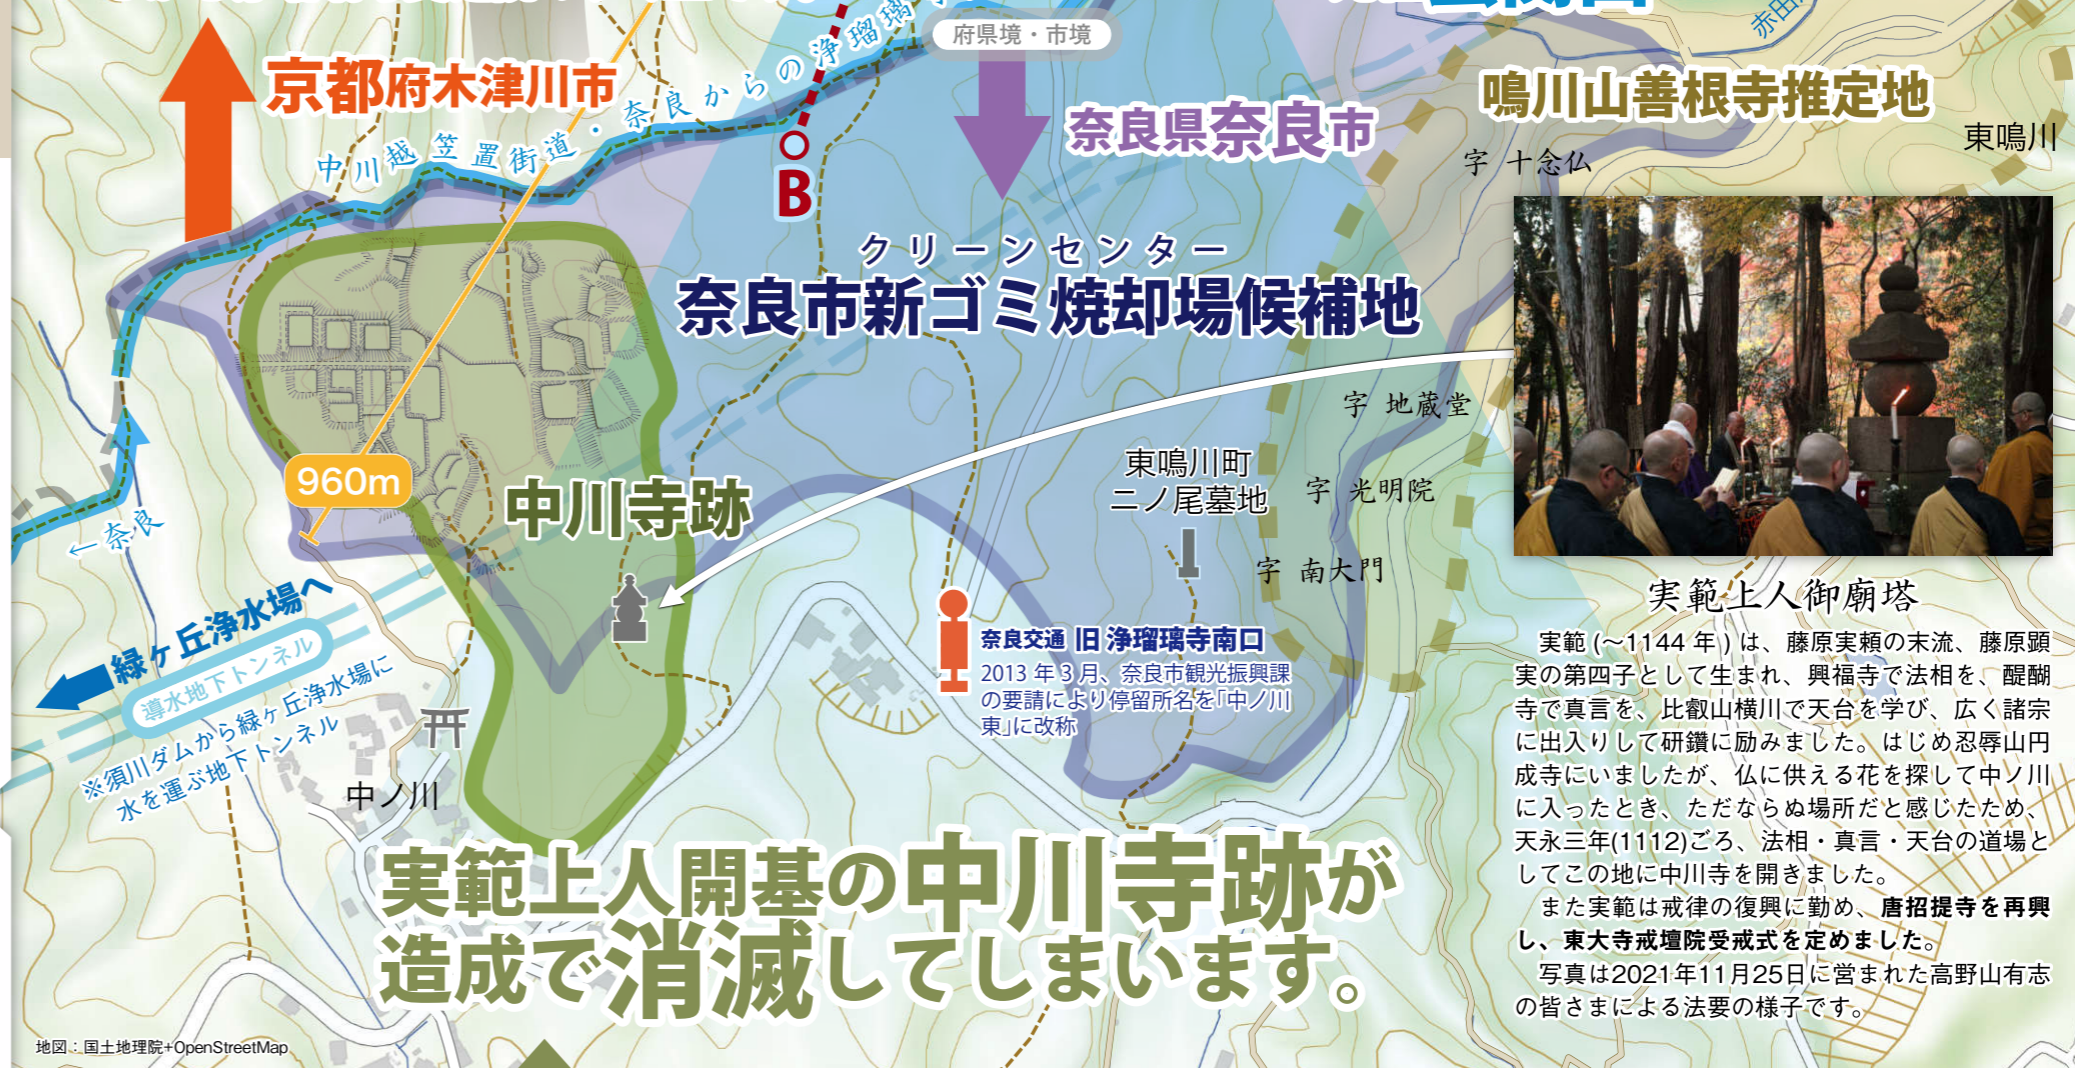 府県境・市境
赤田
京都府木津川市
中川越 笠置街道・奈良からの浄瑠璃
奈良県奈良市
B
鳴川山善根寺推定地
東鳴川
字 十念仏
クリーンセンター
奈良市新ゴミ焼却場候補地
字 地蔵堂
960m
中川寺跡
東鳴川町
ニノ尾墓地
字 光明院
字 南大門
←奈良
緑ヶ丘浄水場へ
導水地下トンネル
※須川ダムから緑ヶ丘浄水場に
水を運ぶ地下トンネル
中ノ川
奈良交通 旧 浄瑠璃寺南口
2013 年 3 月、奈良市観光振興課
の要請により停留所名を「中ノ川
東」に改称
実範上人開基の中川寺跡が
造成で消滅してしまいます。
実範上人御廟塔
実範 (〜1144 年 ) は、藤原実頼の末流、藤原顕
実の第四子として生まれ、興福寺で法相を、醍醐
寺で真言を、比叡山横川で天台を学び、広く諸宗
に出入りして研鑽に励みました。はじめ忍辱山円
成寺にいましたが、仏に供える花を探して中ノ川
に入ったとき、ただならぬ場所だと感じたため、
天永三年(1112)ごろ、法相・真言・天台の道場と
してこの地に中川寺を開きました。
また実範は戒律の復興に勤め、唐招提寺を再興
し、東大寺戒壇院受戒式を定めました。
写真は2021年11月25日に営まれた高野山有志
の皆さまによる法要の様子です。
地図：国土地理院+OpenStreetMap